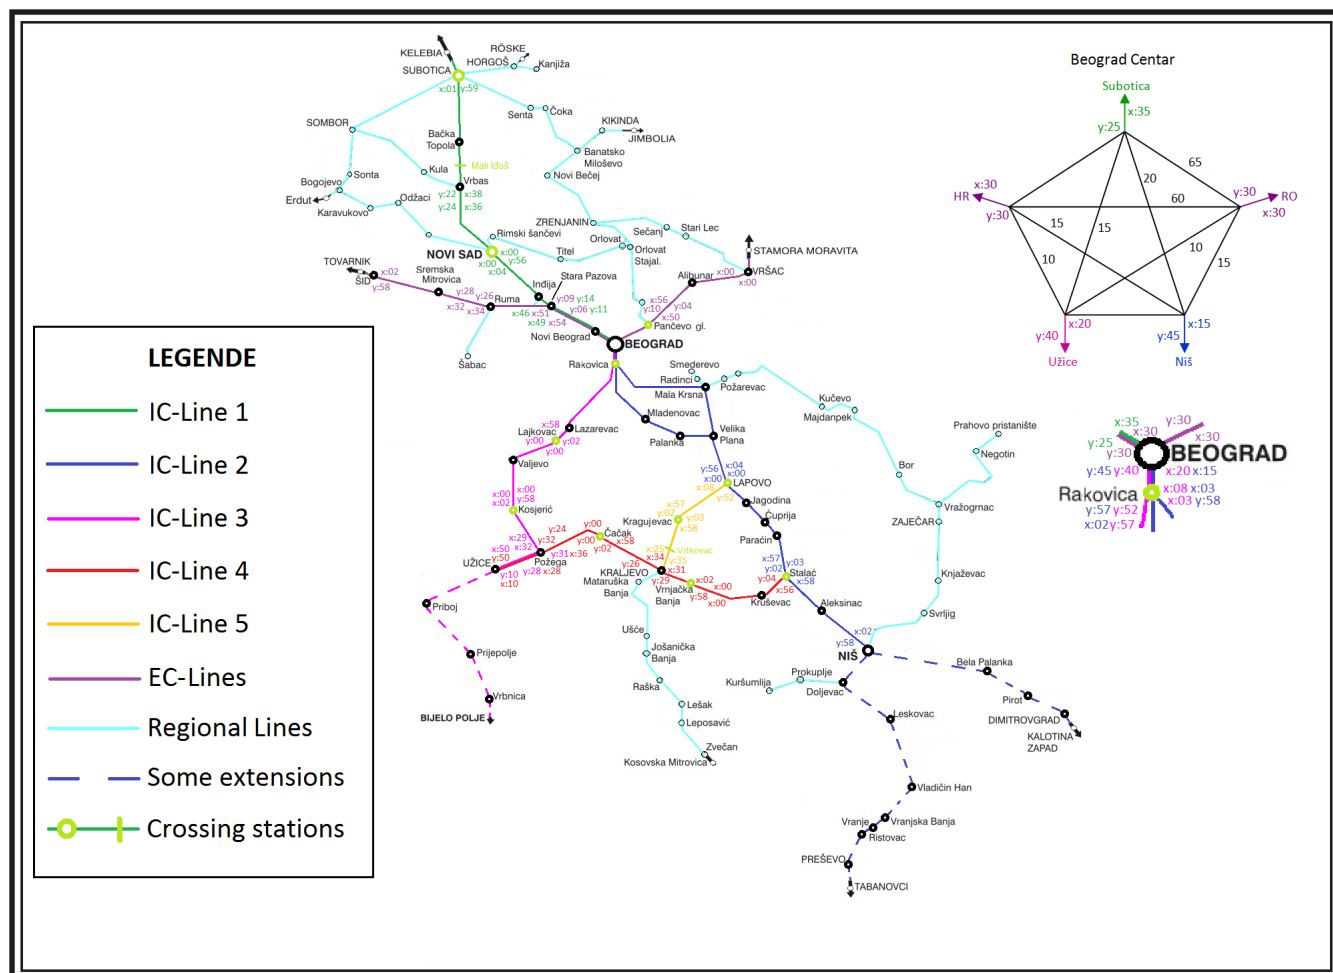 KELEBIA
RÖSKE
HORGOŠ
Kanjiža
SUBOTICA
x:01 y:59
Senta
Čoka
SOMBOR
Bačka
Topola
KIKINDA
JIMBOLIA
Banatsko
Miloševo
Mali Iđoš
Kula
Vrbas
Novi Bečej
Sonta
Bogojevo
Erdut
Karavukovo
Odžaci
y:22 x:38
y:24 x:36
ZRENJANIN
Sečanj
Stari Lec
Rimski šančevi
Orlovat
Orlovat
Stajal.
Titel
STAMORA MORAVITA
NOVI SAD
x:00
y:56
x:00
x:04
TOVARNIK
ŠID
x:02
y:58
Sremska
Mitrovica
Stara Pazova
Inđija
Alibunar
x:00
VRŠAC
x:00
y:28
y:26
x:32
x:34
Ruma
y:09 y:14
y:06 y:11
x:46 x:51
x:49 x:54
x:56
y:10
y:04
x:50
Pančevo gl.
Novi Beograd
BEOGRAD
Šabac
Rakovica
Smederevo
Radinci
Mala Krsna
Požarevac
Kučevo
Majdanpek
Mladenovac
Palanka
Velika
Plana
Prahovo pristanište
Negotin
Bor
Vražogrnac
ZAJEČAR
Knjaževac
Svrljig
Lajkovac
x:58
y:00
y:02
y:00
Lazarevac
Valjevo
x:00
x:00
y:58
x:02
Kosjerić
y:56
x:04
x:00
x:00
x:08
y:52
LAPOVO
Jagodina
Ćuprija
Paraćin
x:57
y:02
y:03
x:58
Kragujevac
Vitkovac
x:25
y:35
y:24
y:00
y:00
Čačak
x:58
y:02
x:29
x:32
y:32
y:31
x:36
x:50
y:50
UŽICE
Požega
y:10
x:10
y:28
x:28
y:26
x:34
KRALJEVO
x:31
y:29
Mataruška
Banja
Vrnjačka
Banja
x:02
y:58
x:00
x:00
Kruševac
y:04
x:56
x:57
y:02
y:03
x:58
Stalać
Aleksinac
x:02
y:58
NIŠ
Priboj
Prijepolje
Vrbnica
BIJELO POLJE
Ušće
Jošanička
Banja
Raška
Lešak
Leposavić
Zvečan
Kosovska Mitrovica
Prokuplje
Kuršumlija
Doljevac
Bela Palanka
Pirot
DIMITROVGRAD
KALOTINA
ZAPAD
Leskovac
Vladičin Han
Vranjska Banja
Vranje
Ristovac
PREŠEVO
TABANOVCI
LEGENDE
IC-Line 1
IC-Line 2
IC-Line 3
IC-Line 4
IC-Line 5
EC-Lines
Regional Lines
Some extensions
Crossing stations
Beograd Centar
Subotica
x:35
y:25
65
20
60
x:30
HR
y:30
y:30
RO
x:30
15
15
10
10
15
y:40
x:20
Užice
y:45
x:15
Niš
x:35
x:30
y:30
x:30
y:25
y:30
BEOGRAD
y:45 y:40
x:20 x:15
Rakovica
x:08 x:03
x:03 y:58
y:57 y:52
x:02 y:57